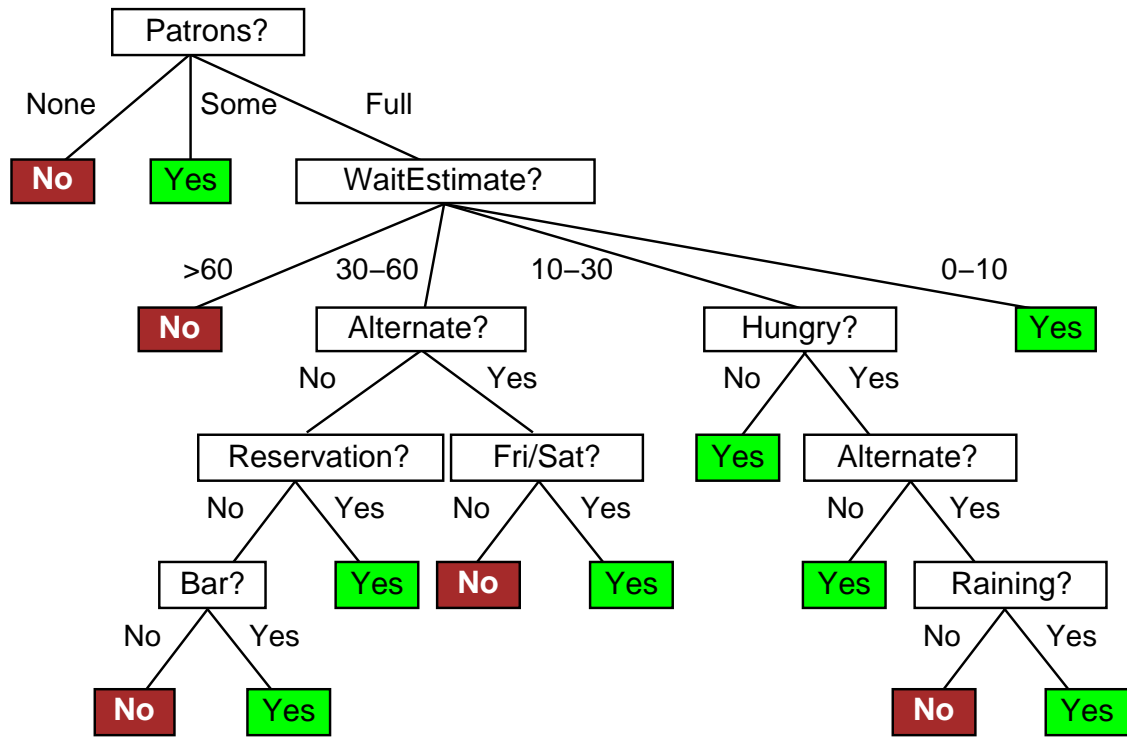 Patrons?
None Some Full
No Yes WaitEstimate?
>60 30–60 10–30 0–10
No Alternate? Hungry? Yes
No Yes No Yes
Reservation? Fri/Sat? Yes Alternate?
No Yes No Yes No Yes
Bar? Yes No Yes Yes Raining?
No Yes No Yes
No Yes No Yes